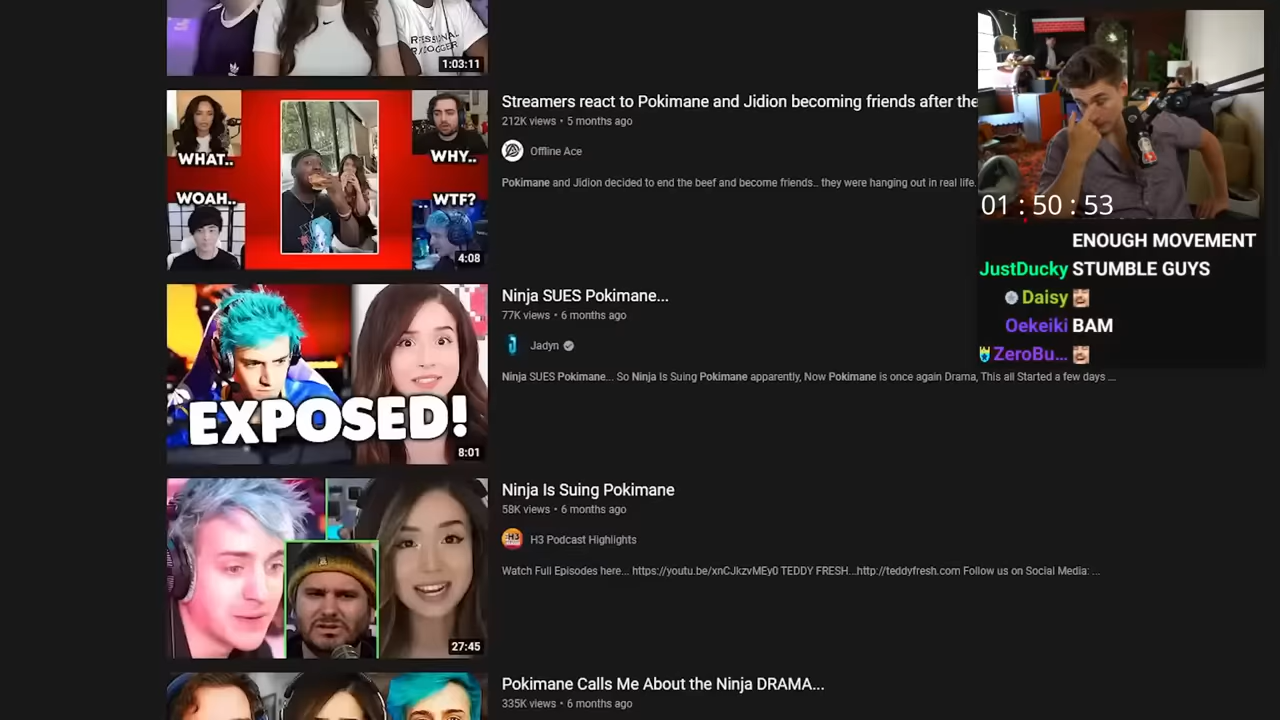 R?FESSIONAL
R/DOGGER
1:03:11
Streamers react to Pokimane and Jidion becoming friends after the
212K views • 5 months ago
WHAT..
WHY..
WOAH..
WTF?
4:08
Offline Ace
Pokimane and Jidion decided to end the beef and become friends.. they were hanging out in real life.
01 : 50 : 53
ENOUGH MOVEMENT
JustDucky STUMBLE GUYS
Daisy
Oekeiki BAM
ZeroBu...
Ninja SUES Pokimane...
77K views • 6 months ago
EXPOSED!
8:01
Jadyn
Ninja SUES Pokimane... So Ninja Is Suing Pokimane apparently, Now Pokimane is once again Drama, This all Started a few days ...
Ninja Is Suing Pokimane
58K views • 6 months ago
H3
27:45
H3 Podcast Highlights
Watch Full Episodes here... https://youtu.be/xnCJkzvMEy0 TEDDY FRESH...http://teddyfresh.com Follow us on Social Media: ...
Pokimane Calls Me About the Ninja DRAMA...
335K views • 6 months ago